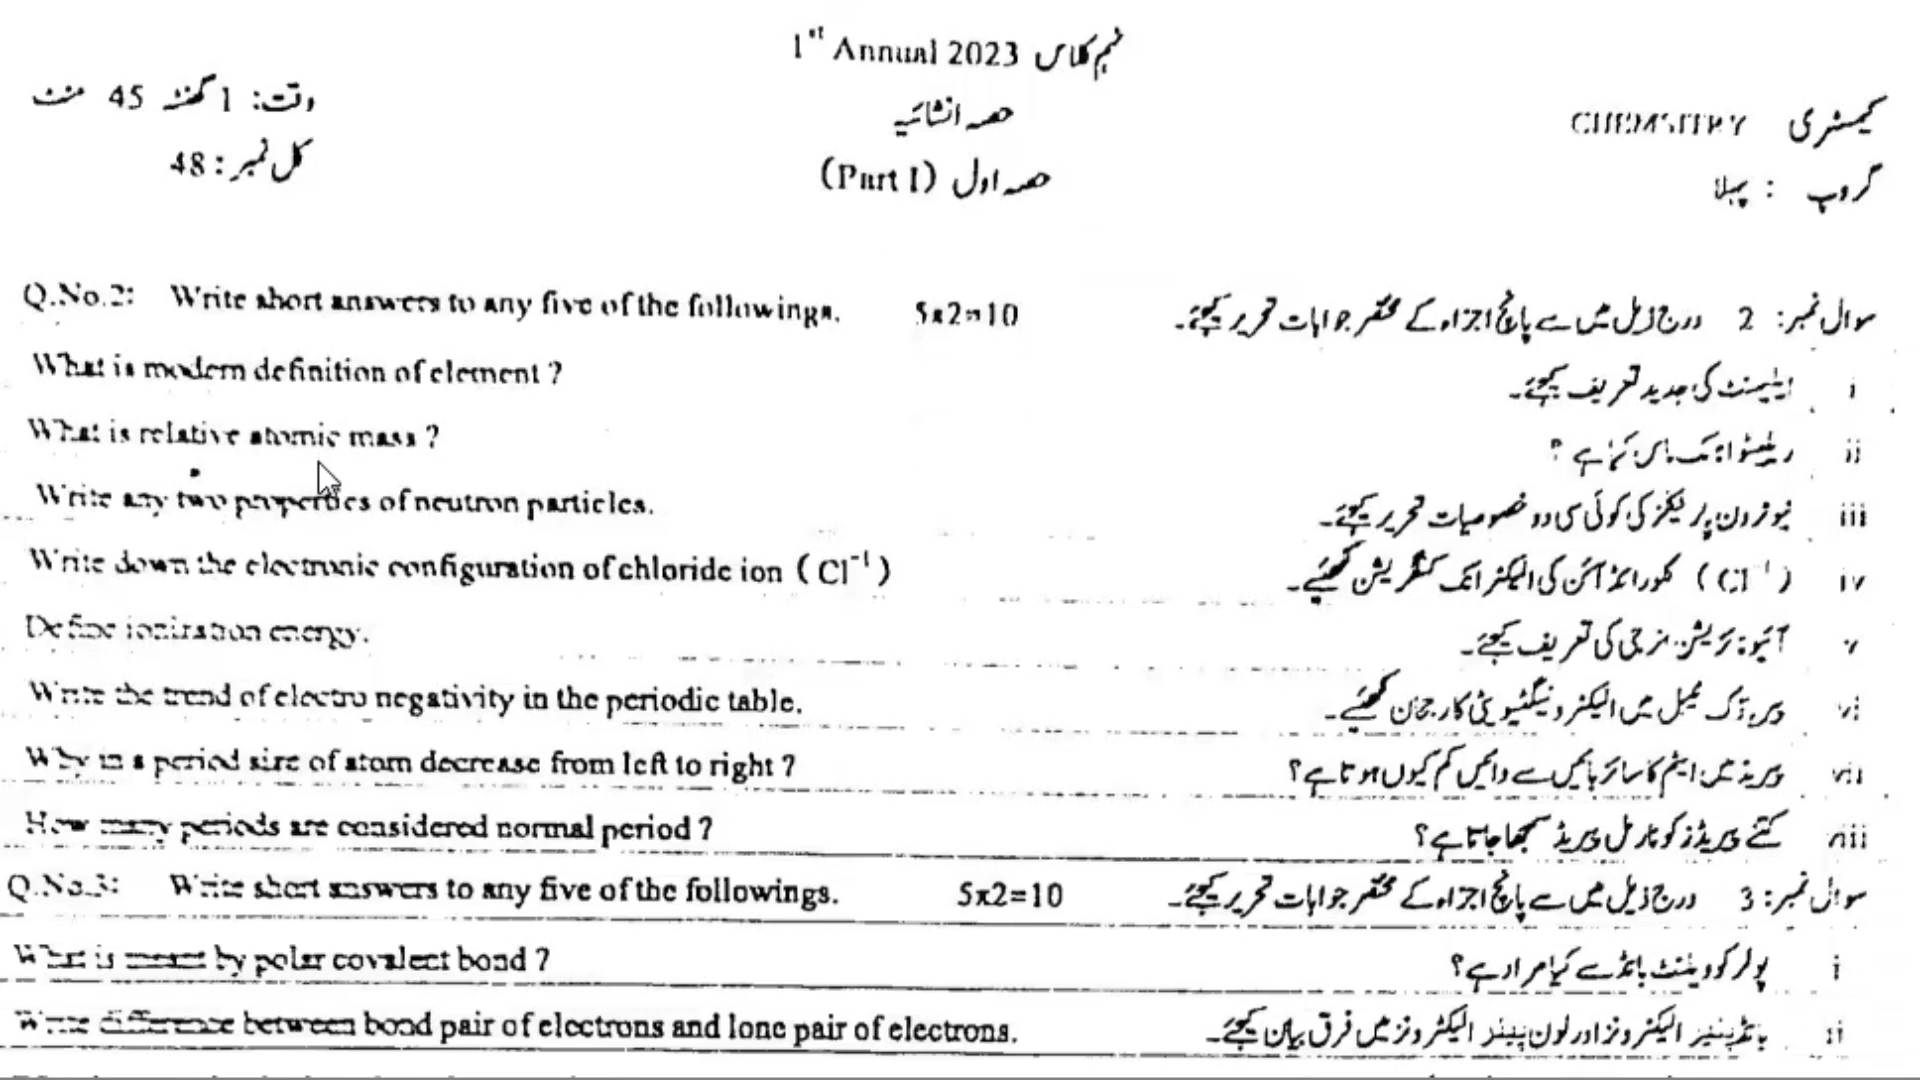 1st Annual 2023 نہم کلاس
وقت: 1 گھنٹہ 45 منٹ
حصہ انشائیہ
کیمسٹری CHEMSITRY
کل نمبر: 48
حصہ اول (Part I)
گروپ : پہلا
Q.No.2: Write short answers to any five of the followings. 5x2=10 سوال نمبر: 2 درج ذیل میں سے پانچ اجزاء کے مختصر جوابات تحریر کیجئے۔
What is modern definition of element ? ایلیمنٹ کی جدید تعریف کیجئے۔ i
What is relative atomic mass ? ریلیٹو اٹامک ماس کیا ہے ؟ ii
Write any two properties of neutron particles. نیوٹرون پارٹیکلز کی کوئی سی دو خصوصیات تحریر کیجئے۔ iii
Write down the electronic configuration of chloride ion ( Cl⁻¹ ) ( Cl⁻¹ ) کلورائڈ آئن کی الیکٹرانک کنفگریشن لکھیئے۔ iv
Define ionization energy. آئیونائزیشن انرجی کی تعریف کیجئے۔ v
Write the trend of electro negativity in the periodic table. پیریاڈک ٹیبل میں الیکٹرونیگٹیویٹی کا رجحان لکھیئے۔ vi
Why in a period size of atom decrease from left to right ? پیریڈ میں ایٹم کا سائز بائیں سے دائیں کم کیوں ہوتا ہے؟ vii
How many periods are considered normal period ? کتنے پیریڈز کو نارمل پیریڈ سمجھا جاتا ہے؟ viii
Q.No.3: Write short answers to any five of the followings. 5x2=10 سوال نمبر: 3 درج ذیل میں سے پانچ اجزاء کے مختصر جوابات تحریر کیجئے۔
What is meant by polar covalect bond ? پولر کوویلنٹ بانڈ سے کیا مراد ہے؟ i
Write difference between bond pair of electrons and lone pair of electrons. بانڈ پیئر الیکٹرونز اور لون پیئر الیکٹرونز میں فرق بیان کیجئے۔ ii